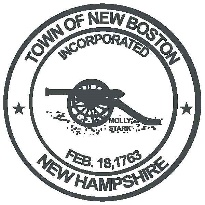 TOWN OF NEW BOSTON
INCORPORATED
MOLLY
STARK
FEB. 18,1763
NEW HAMPSHIRE